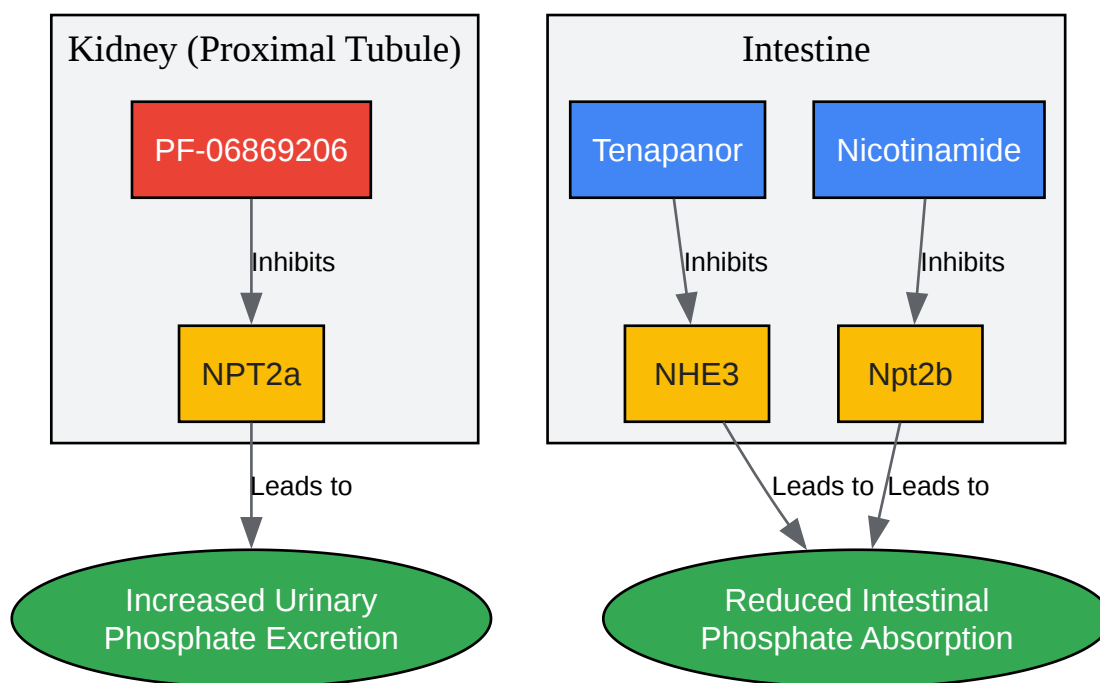 Kidney (Proximal Tubule)
PF-06869206
Inhibits
NPT2a
Leads to
Increased Urinary
Phosphate Excretion
Intestine
Tenapanor
Nicotinamide
Inhibits
Inhibits
NHE3
Npt2b
Leads to
Leads to
Reduced Intestinal
Phosphate Absorption